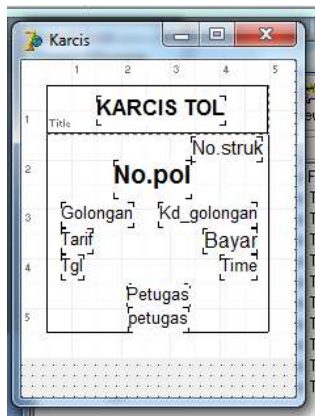 Karcis
1 2 3 4 5
1
KARCIS TOL
Title
No.struk
2
No.pol
3
Golongan Kd_golongan
Tarif Bayar
4
Tgl Time
Petugas
5
petugas